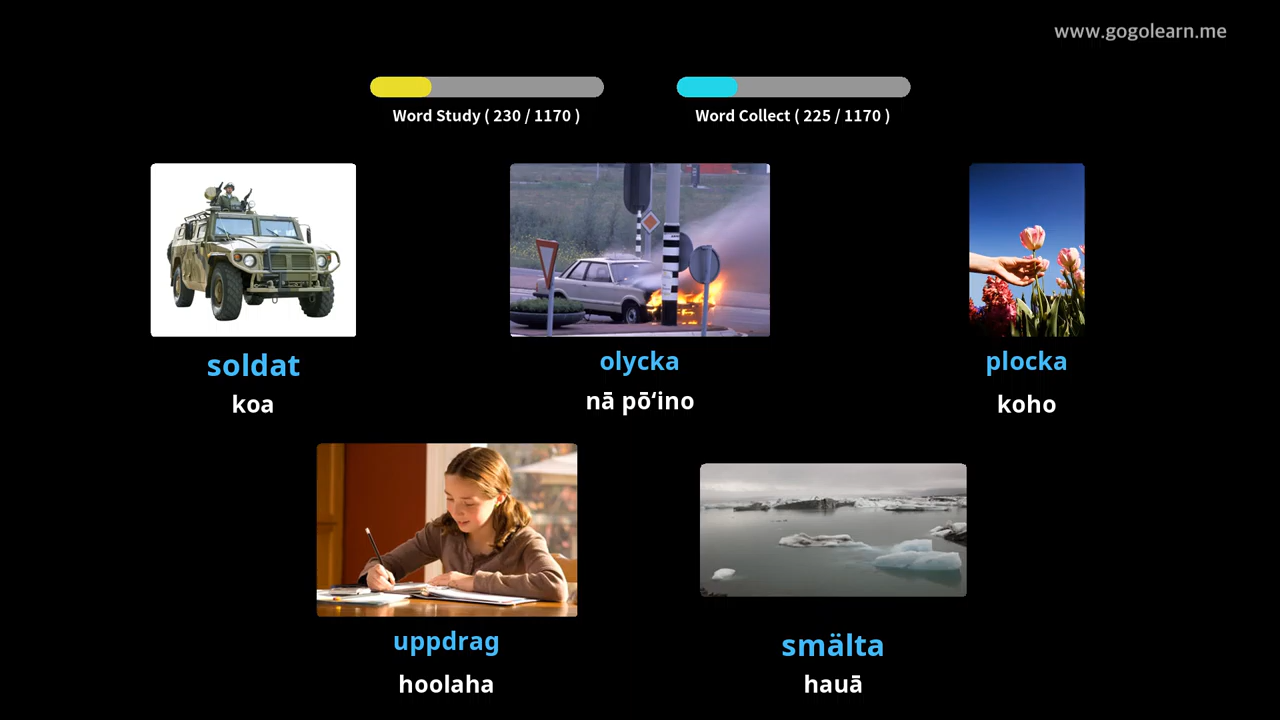 www.gogolearn.me
Word Study ( 230 / 1170 )
Word Collect ( 225 / 1170 )
soldat
koa
olycka
nā pōʻino
plocka
koho
uppdrag
hoolaha
smälta
hauā